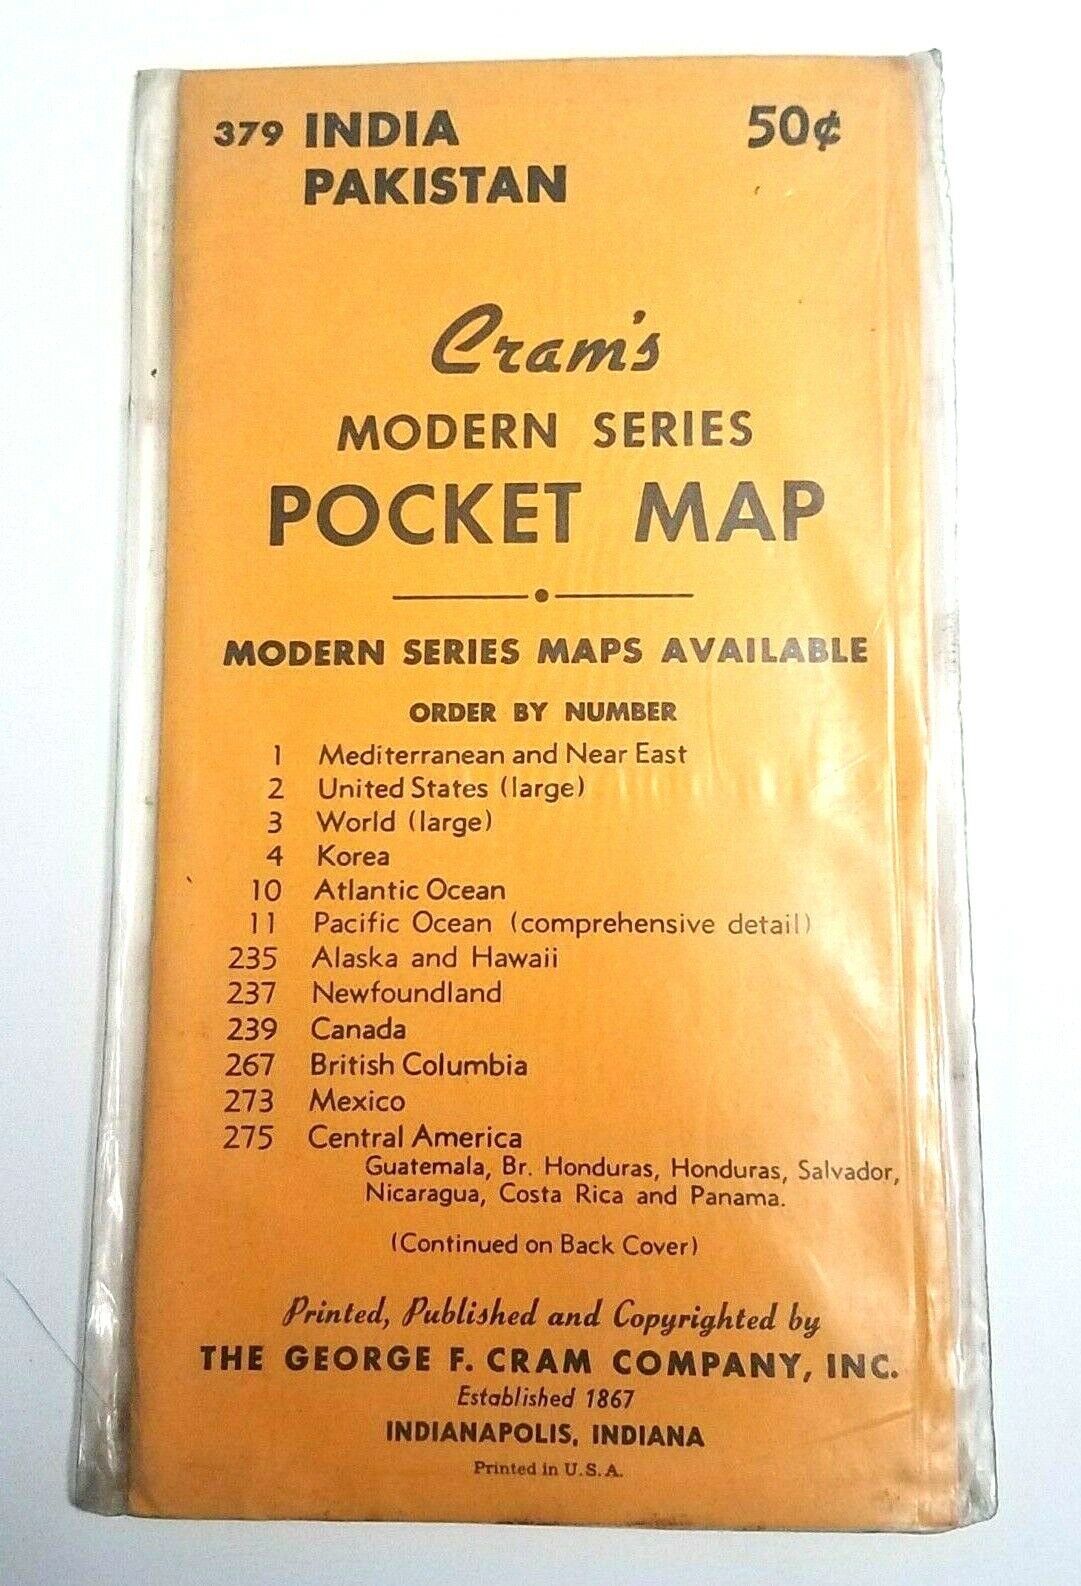 379 INDIA 50¢
PAKISTAN
Cram's
MODERN SERIES
POCKET MAP
MODERN SERIES MAPS AVAILABLE
ORDER BY NUMBER
1 Mediterranean and Near East
2 United States (large)
3 World (large)
4 Korea
10 Atlantic Ocean
11 Pacific Ocean (comprehensive detail)
235 Alaska and Hawaii
237 Newfoundland
239 Canada
267 British Columbia
273 Mexico
275 Central America
Guatemala, Br. Honduras, Honduras, Salvador,
Nicaragua, Costa Rica and Panama.
(Continued on Back Cover)
Printed, Published and Copyrighted by
THE GEORGE F. CRAM COMPANY, INC.
Established 1867
INDIANAPOLIS, INDIANA
Printed in U.S.A.